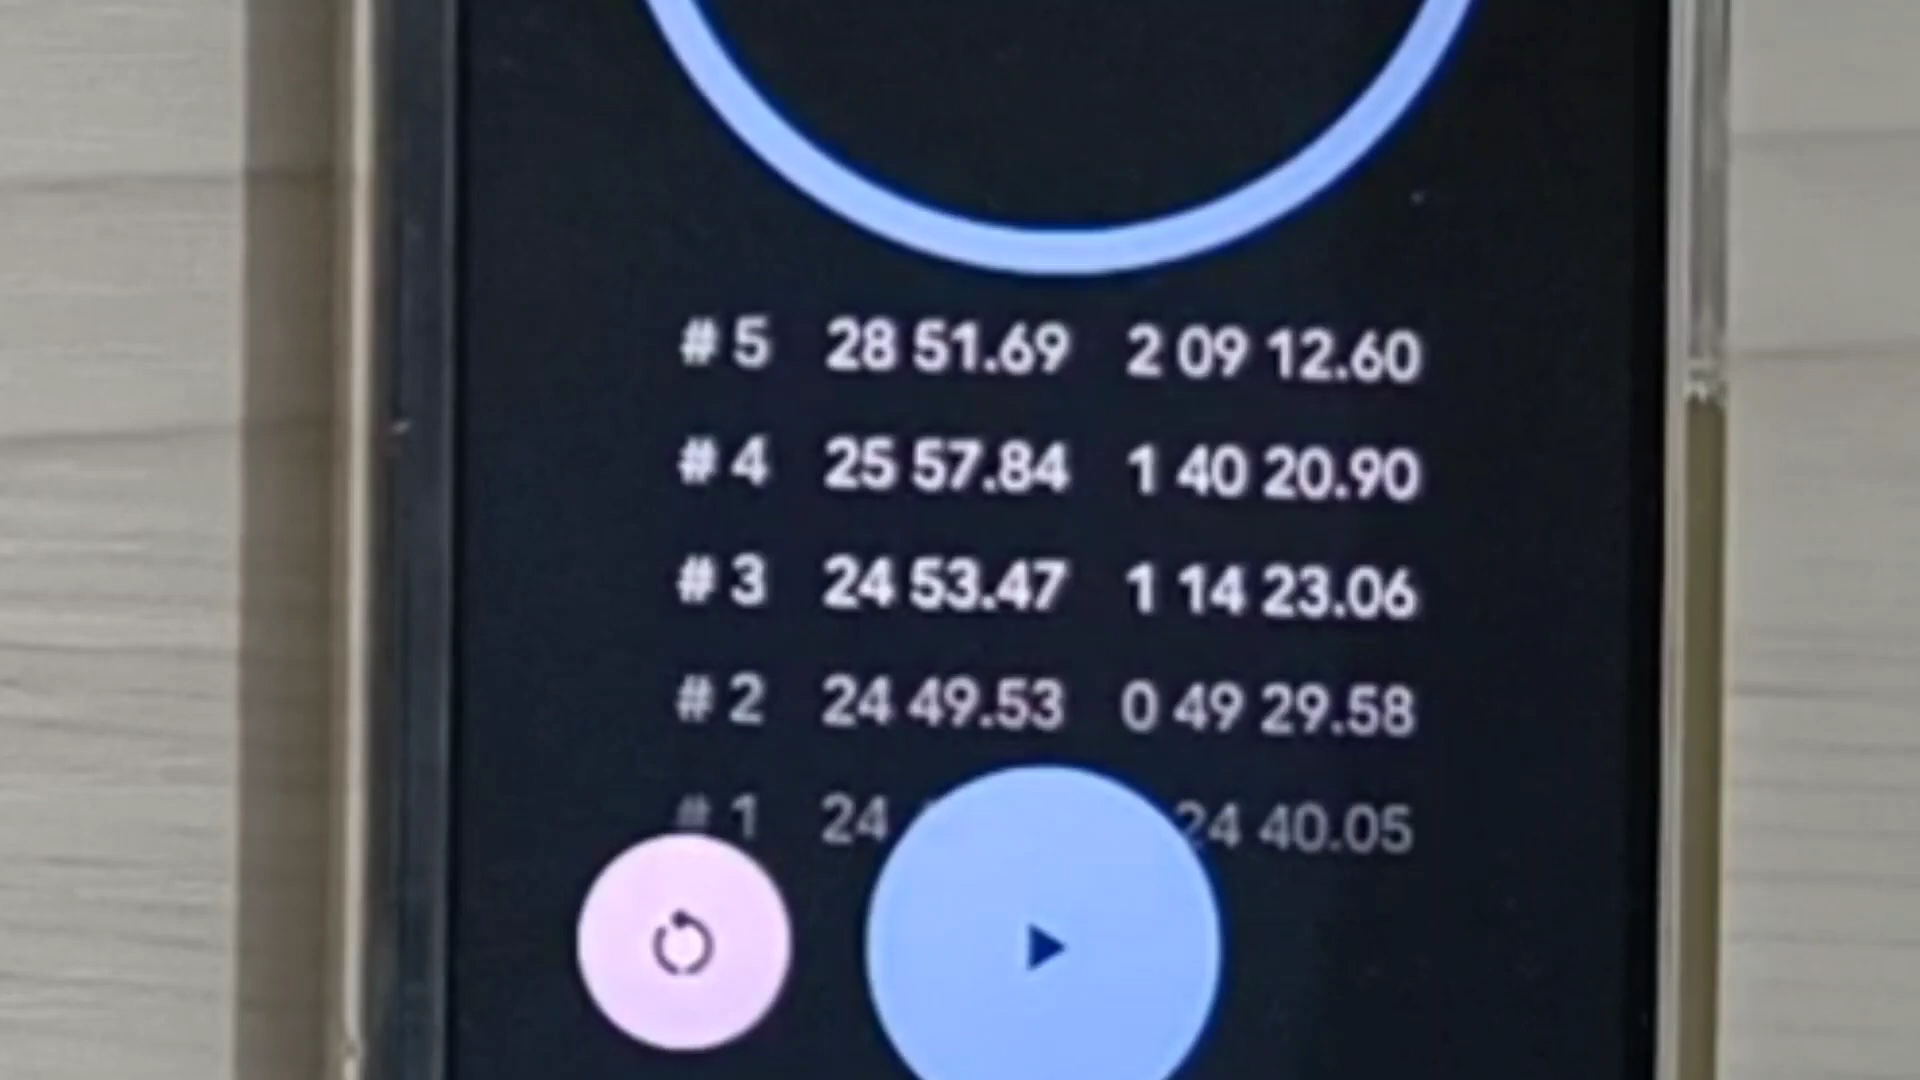 # 5 28 51.69 2 09 12.60
# 4 25 57.84 1 40 20.90
# 3 24 53.47 1 14 23.06
# 2 24 49.53 0 49 29.58
# 1 24 24 40.05